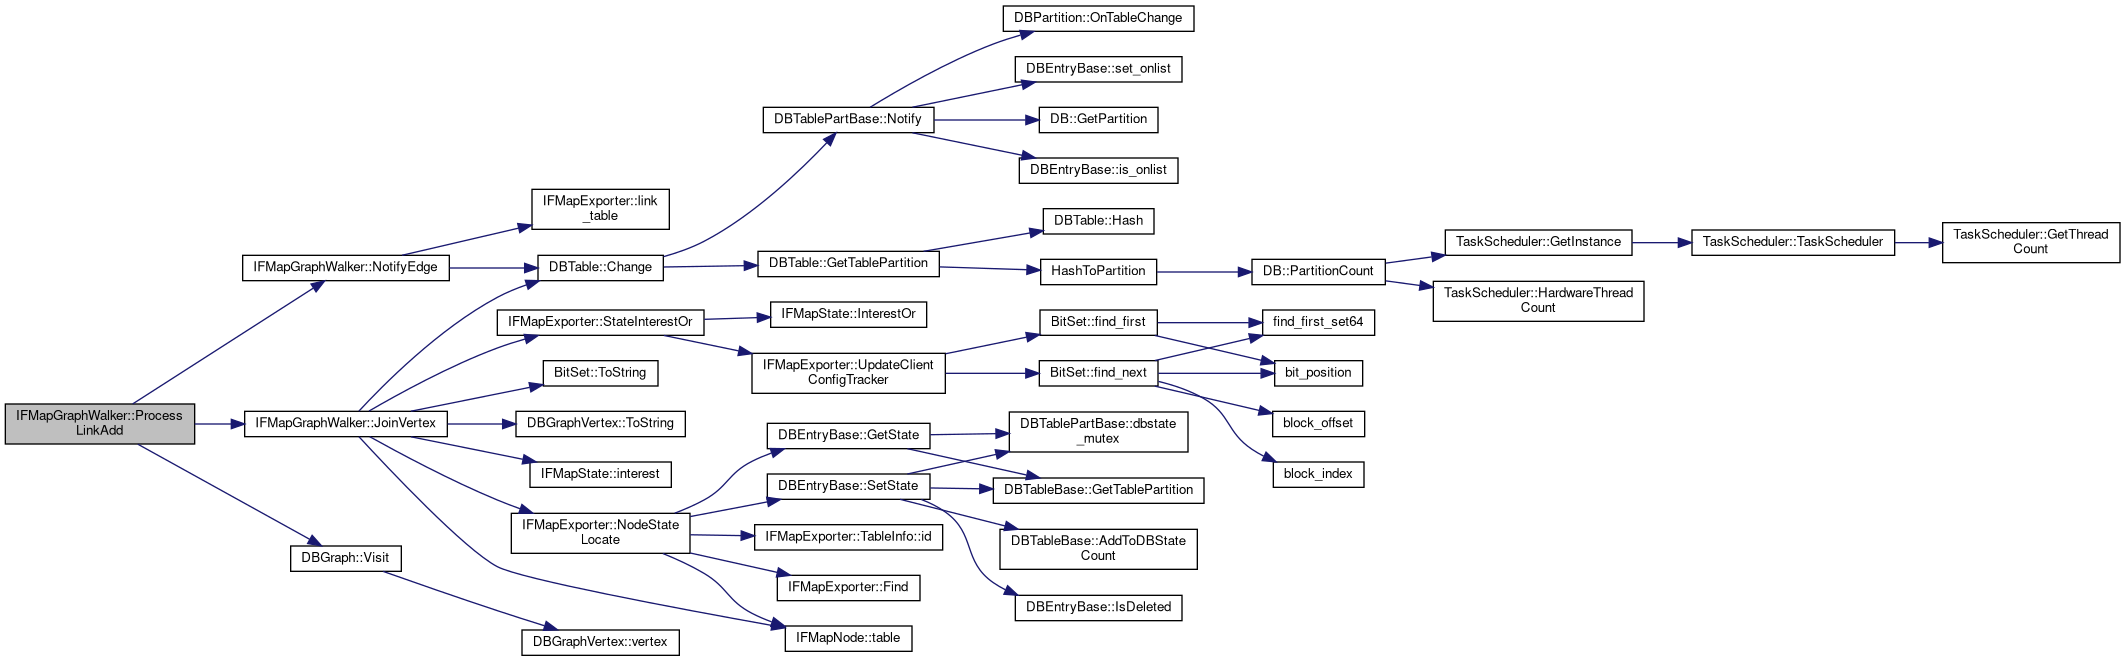 DBPartition::OnTableChange
DBEntryBase::set_onlist
DBTablePartBase::Notify
DB::GetPartition
DBEntryBase::is_onlist
IFMapExporter::link
_table
DBTable::Hash
TaskScheduler::GetInstance
TaskScheduler::TaskScheduler
TaskScheduler::GetThread
Count
IFMapGraphWalker::NotifyEdge
DBTable::Change
DBTable::GetTablePartition
HashToPartition
DB::PartitionCount
TaskScheduler::HardwareThread
Count
IFMapExporter::StateInterestOr
IFMapState::InterestOr
BitSet::find_first
find_first_set64
BitSet::ToString
IFMapExporter::UpdateClient
ConfigTracker
BitSet::find_next
bit_position
IFMapGraphWalker::Process
LinkAdd
IFMapGraphWalker::JoinVertex
DBGraphVertex::ToString
DBEntryBase::GetState
DBTablePartBase::dbstate
_mutex
block_offset
IFMapState::interest
DBEntryBase::SetState
DBTableBase::GetTablePartition
block_index
IFMapExporter::NodeState
Locate
IFMapExporter::TableInfo::id
DBTableBase::AddToDBState
Count
DBGraph::Visit
IFMapExporter::Find
DBEntryBase::IsDeleted
DBGraphVertex::vertex
IFMapNode::table